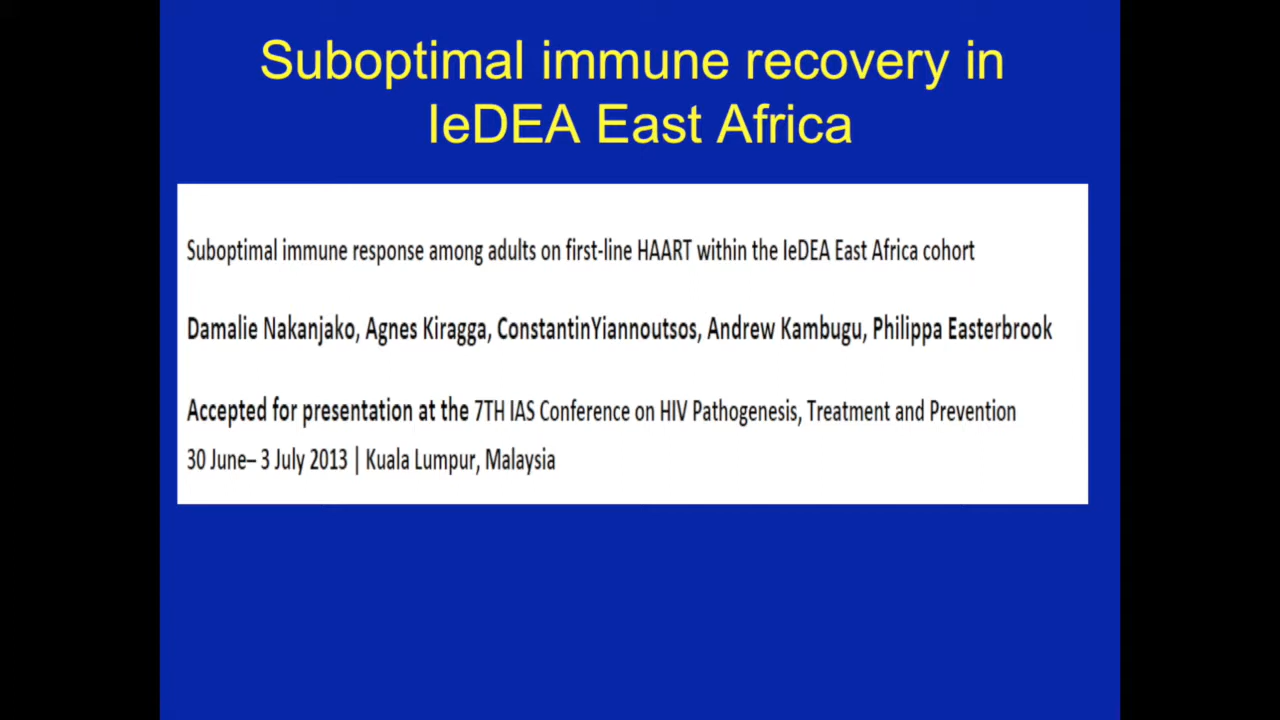 Suboptimal immune recovery in
IeDEA East Africa
Suboptimal immune response among adults on first-line HAART within the IeDEA East Africa cohort
Damalie Nakanjako, Agnes Kiragga, ConstantinYiannoutsos, Andrew Kambugu, Philippa Easterbrook
Accepted for presentation at the 7TH IAS Conference on HIV Pathogenesis, Treatment and Prevention
30 June– 3 July 2013 | Kuala Lumpur, Malaysia